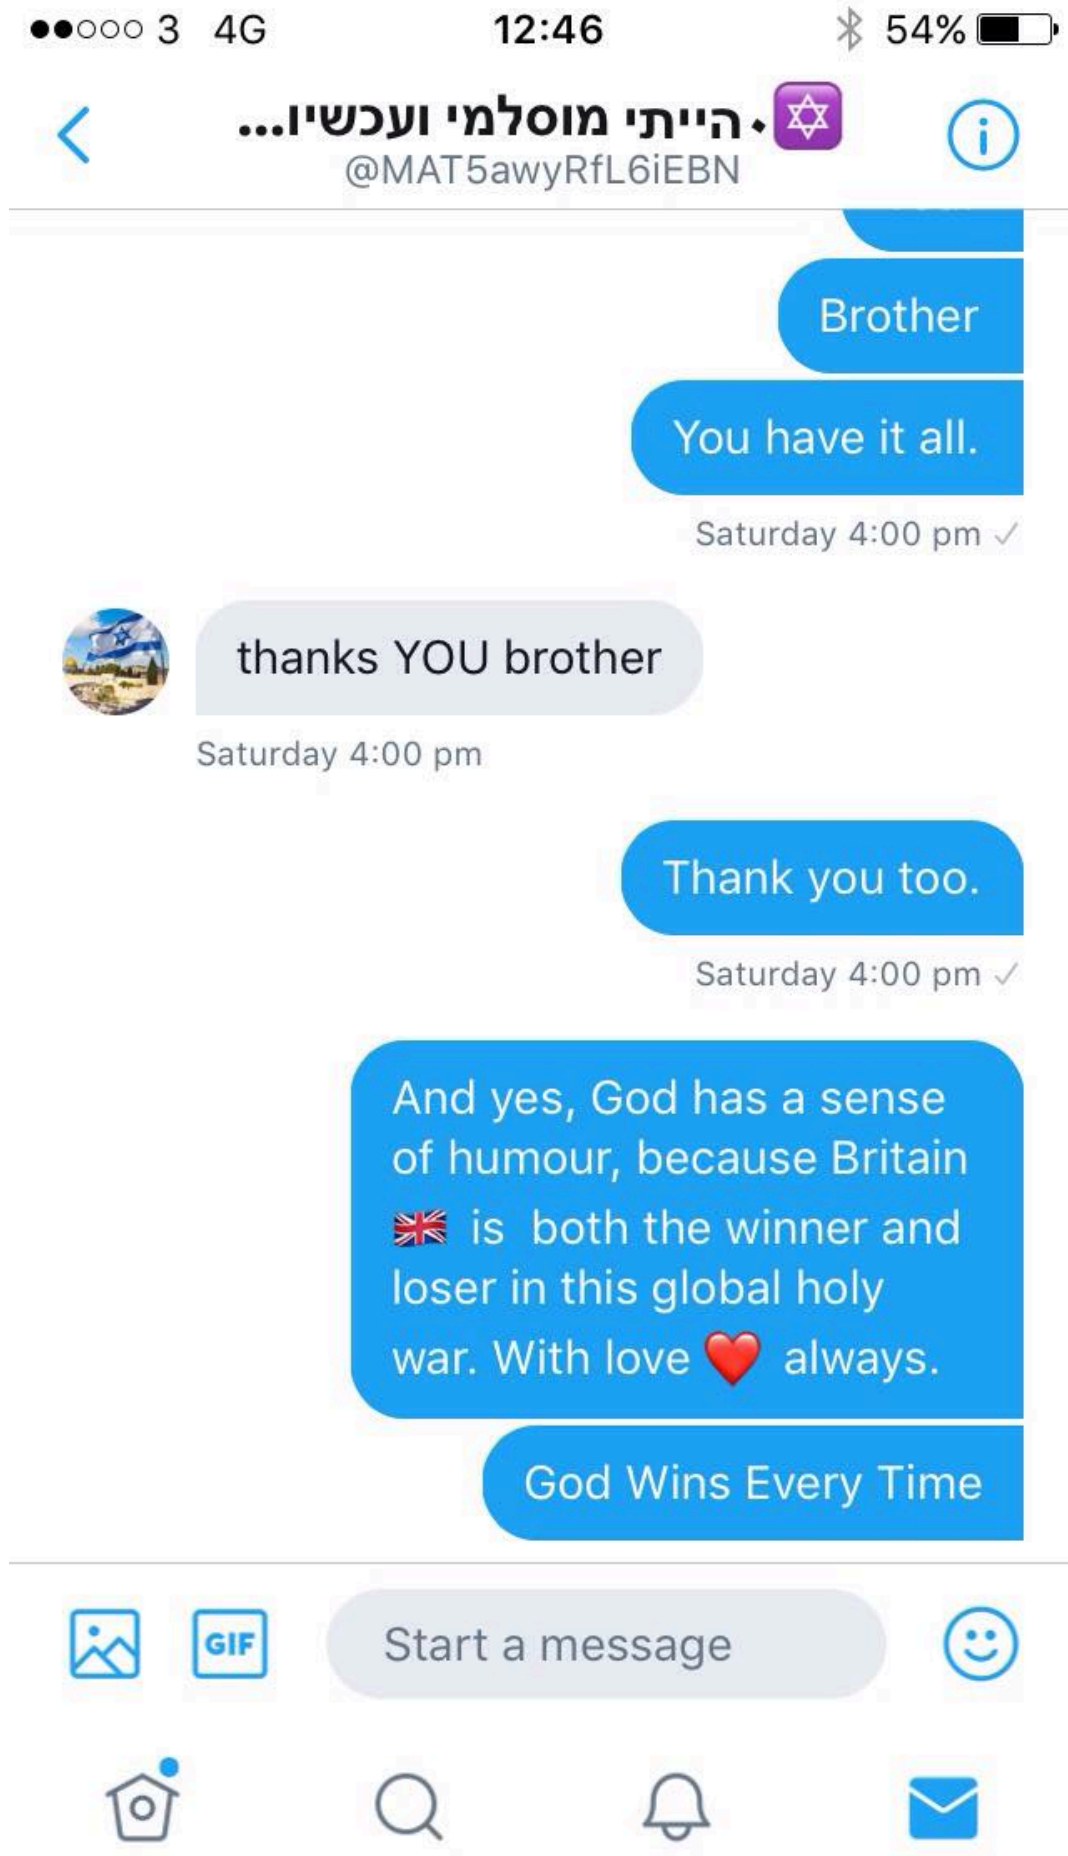 3 4G 12:46 54%
הייתי מוסלמי ועכשיו...
@MAT5awyRfL6iEBN
Brother
You have it all.
Saturday 4:00 pm
thanks YOU brother
Saturday 4:00 pm
Thank you too.
Saturday 4:00 pm
And yes, God has a sense
of humour, because Britain
🇬🇧 is both the winner and
loser in this global holy
war. With love ❤️ always.
God Wins Every Time
GIF Start a message